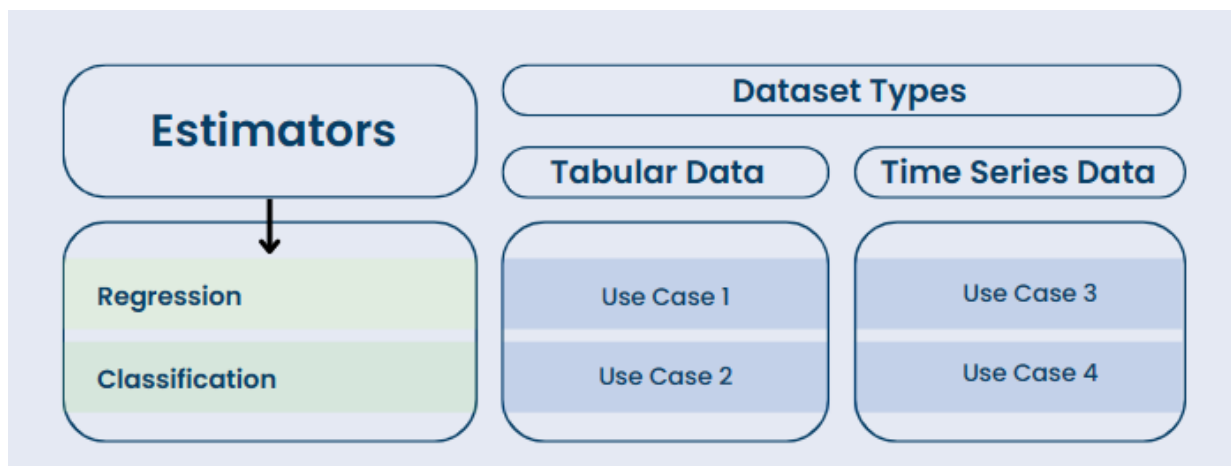 Estimators
Dataset Types
Tabular Data
Time Series Data
Regression
Use Case 1
Use Case 3
Classification
Use Case 2
Use Case 4